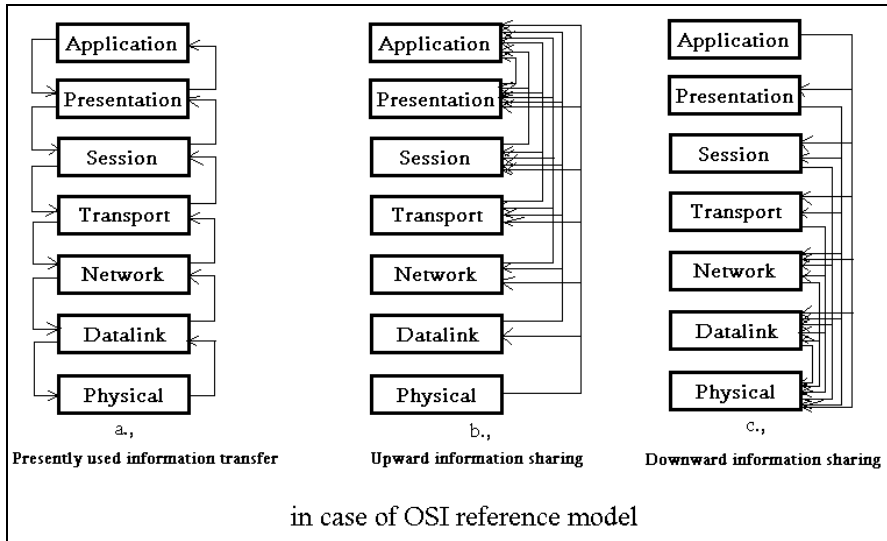 Application
Presentation
Session
Transport
Network
Datalink
Physical
a.,
Presently used information transfer
Application
Presentation
Session
Transport
Network
Datalink
Physical
b.,
Upward information sharing
Application
Presentation
Session
Transport
Network
Datalink
Physical
c.,
Downward information sharing
in case of OSI reference model